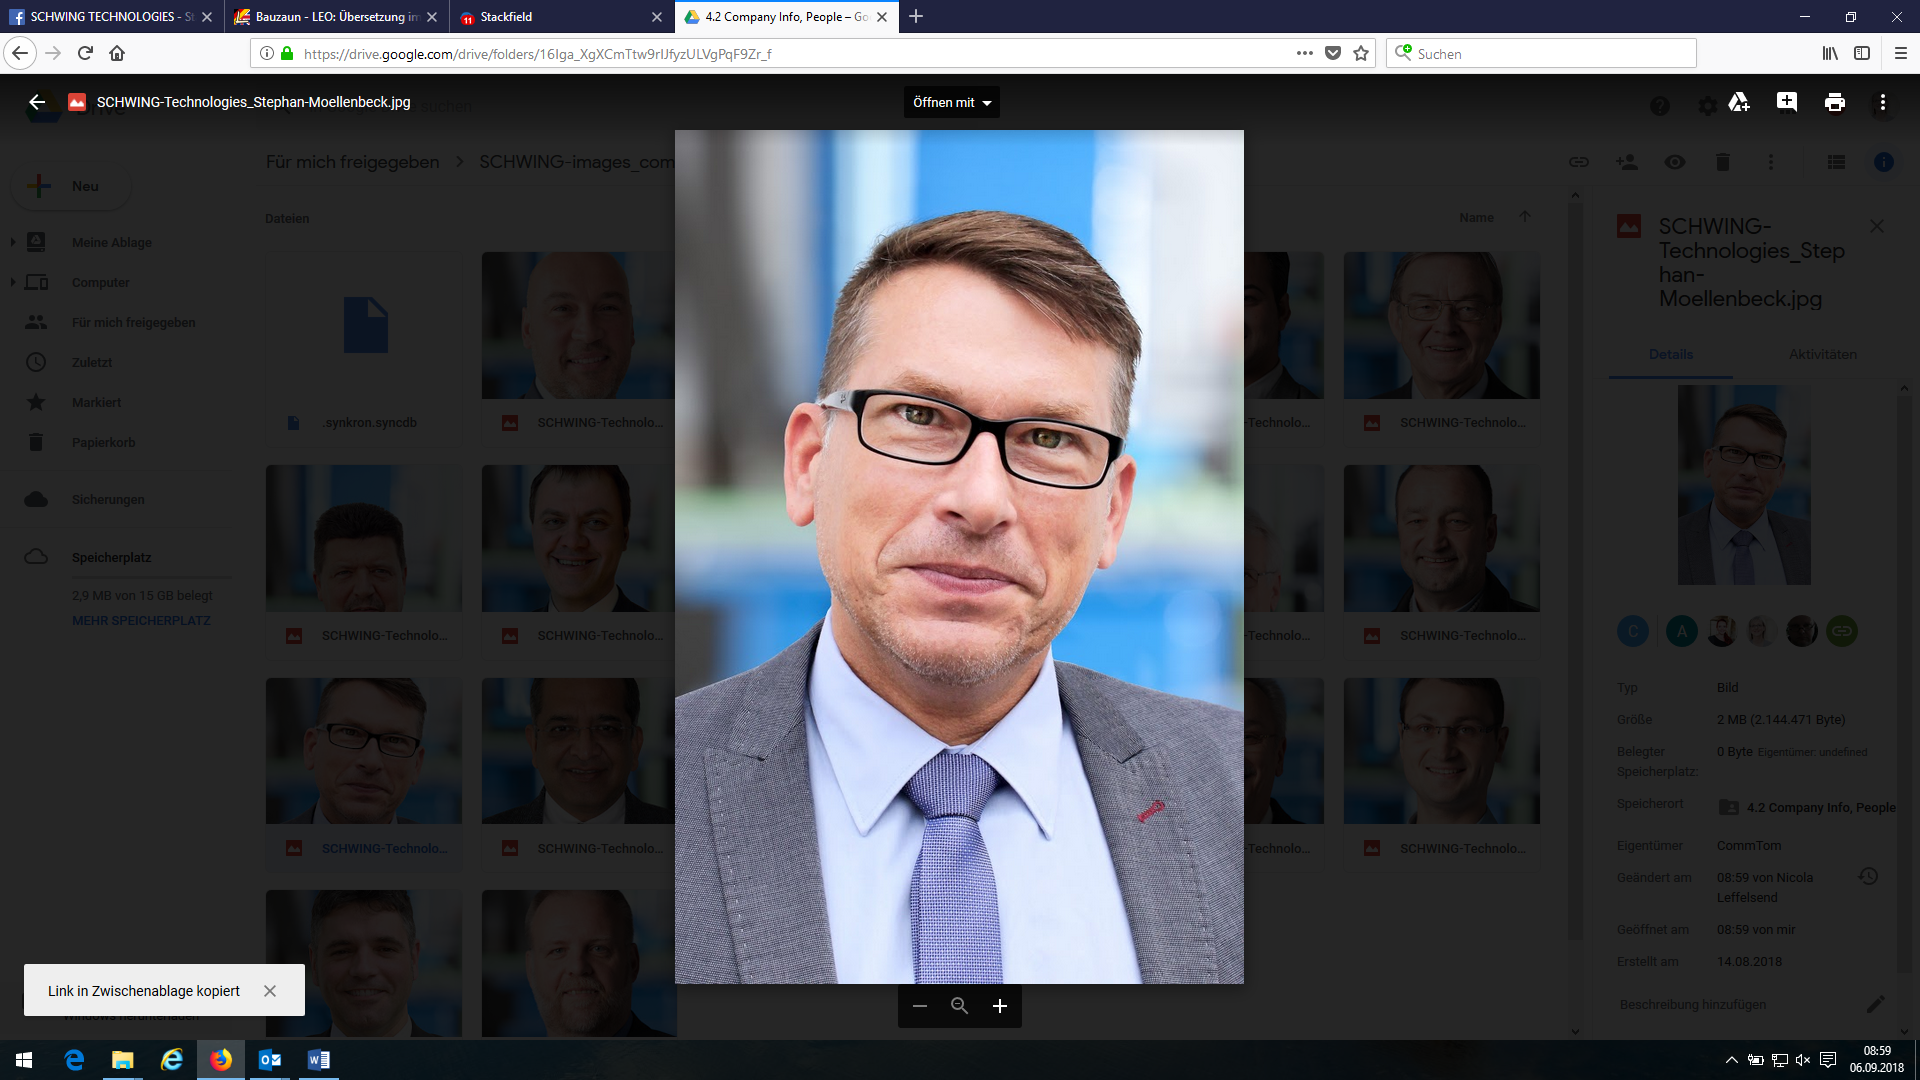 SCHWING TECHNOLOGIES - St
Bauzaun - LEO: Übersetzung im
11
Stackfield
4.2 Company Info, People – Go
https://drive.google.com/drive/folders/16Iga_XgXCmTtw9rIJfyzULVgPqF9Zr_f
Suchen
SCHWING-Technologies_Stephan-Moellenbeck.jpg
Öffnen mit
Für mich freigegeben
SCHWING-images_com
Neu
Dateien
Name
Meine Ablage
Computer
Für mich freigegeben
Zuletzt
Markiert
Papierkorb
Sicherungen
Speicherplatz
2,9 MB von 15 GB belegt
MEHR SPEICHERPLATZ
.synkron.syncdb
SCHWING-Technolo...
SCHWING-Technolo...
SCHWING-Technolo...
SCHWING-Technolo...
SCHWING-Technolo...
SCHWING-Technolo...
SCHWING-Technolo...
SCHWING-Technolo...
SCHWING-
Technologies_Step
han-
Moellenbeck.jpg
Details
Aktivitäten
C
A
Typ
Bild
Größe
2 MB (2.144.471 Byte)
Belegter
Speicherplatz:
0 Byte Eigentümer: undefined
Speicherort
4.2 Company Info, People
Eigentümer
CommTom
Geändert am
08:59 von Nicola
Leffelsend
Geöffnet am
08:59 von mir
Erstellt am
14.08.2018
Beschreibung hinzufügen
Link in Zwischenablage kopiert
08:59
06.09.2018